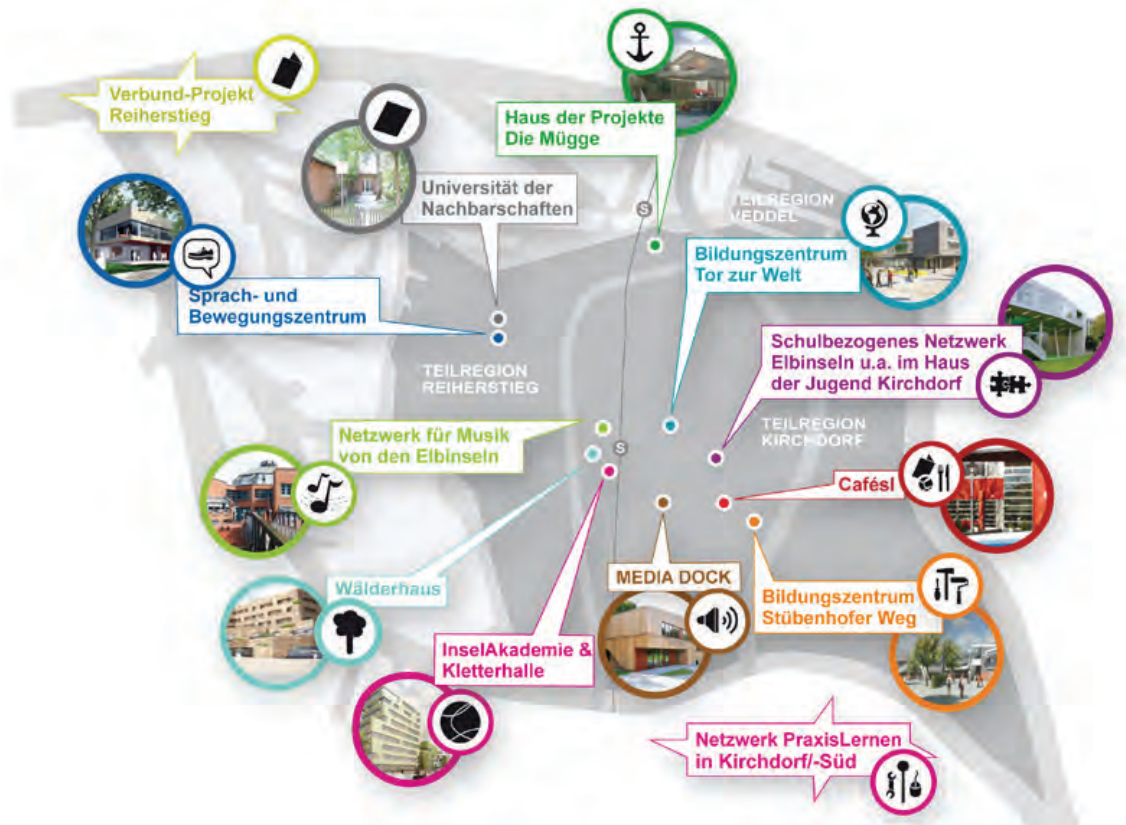 Verbund-Projekt
Reiherstieg
Haus der Projekte
Die Mügge
Universität der
Nachbarschaften
S
TEILREGION
VEDDEL
Bildungszentrum
Tor zur Welt
Sprach- und
Bewegungszentrum
Schulbezogenes Netzwerk
Elbinseln u.a. im Haus
der Jugend Kirchdorf
TEILREGION
REIHERSTIEG
TEILREGION
KIRCHDORF
Netzwerk für Musik
von den Elbinseln
S
CafésI
Wälderhaus
MEDIA DOCK
Bildungszentrum
Stübenhofer Weg
InselAkademie &
Kletterhalle
Netzwerk PraxisLernen
in Kirchdorf/-Süd